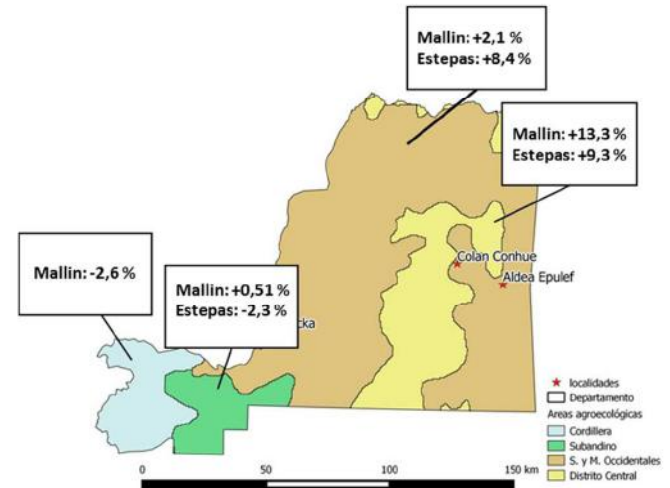 Mallin: +2,1 %
Estepas: +8,4 %
Mallin: +13,3 %
Estepas: +9,3 %
Colan Conhue
Aldea Epulef
Mallin: -2,6 %
Mallin: +0,51 %
Estepas: -2,3 %
cka
localidades
Departamento
Areas agroecológicas
Cordillera
Subandino
S. y M. Occidentales
Distrito Central
0 50 100 150 km